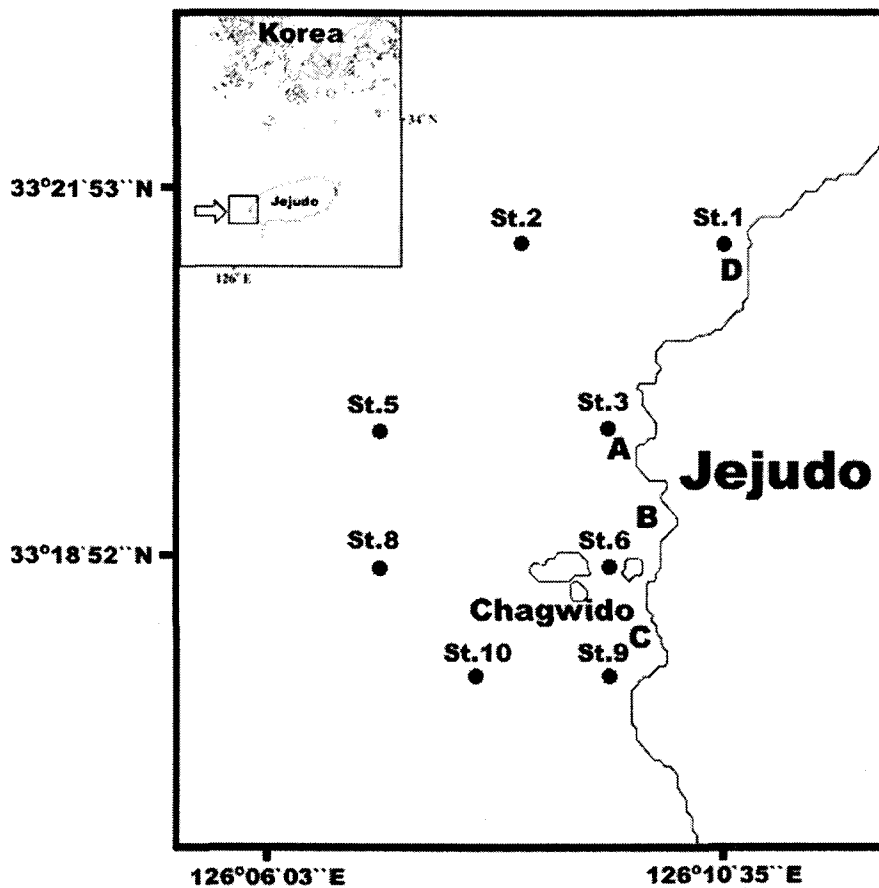 Korea
34° N
33°21`53``N
Jejudo
126° E
St.2
St.1
D
St.5
St.3
A
Jejudo
B
33°18`52``N
St.8
St.6
Chagwido
C
St.10
St.9
126°06`03``E
126°10`35``E